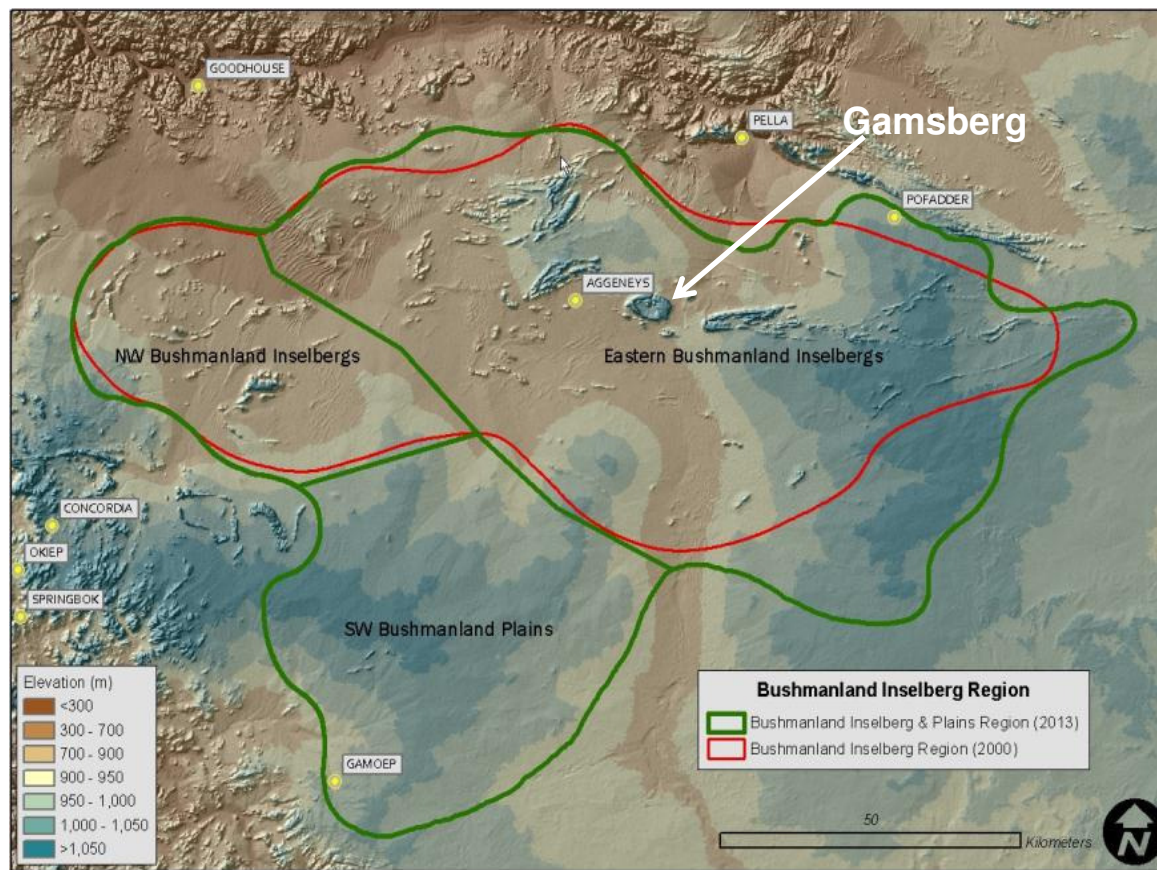 GOODHOUSE
PELLA
Gamsberg
POFADDER
AGGENEYS
NW Bushmanland Inselbergs
Eastern Bushmanland Inselbergs
CONCORDIA
OKIEP
SPRINGBOK
SW Bushmanland Plains
GAMOEP
Elevation (m)
<300
300 - 700
700 - 900
900 - 950
950 - 1,000
1,000 - 1,050
>1,050
Bushmanland Inselberg Region
Bushmanland Inselberg & Plains Region (2013)
Bushmanland Inselberg Region (2000)
50
Kilometers
N